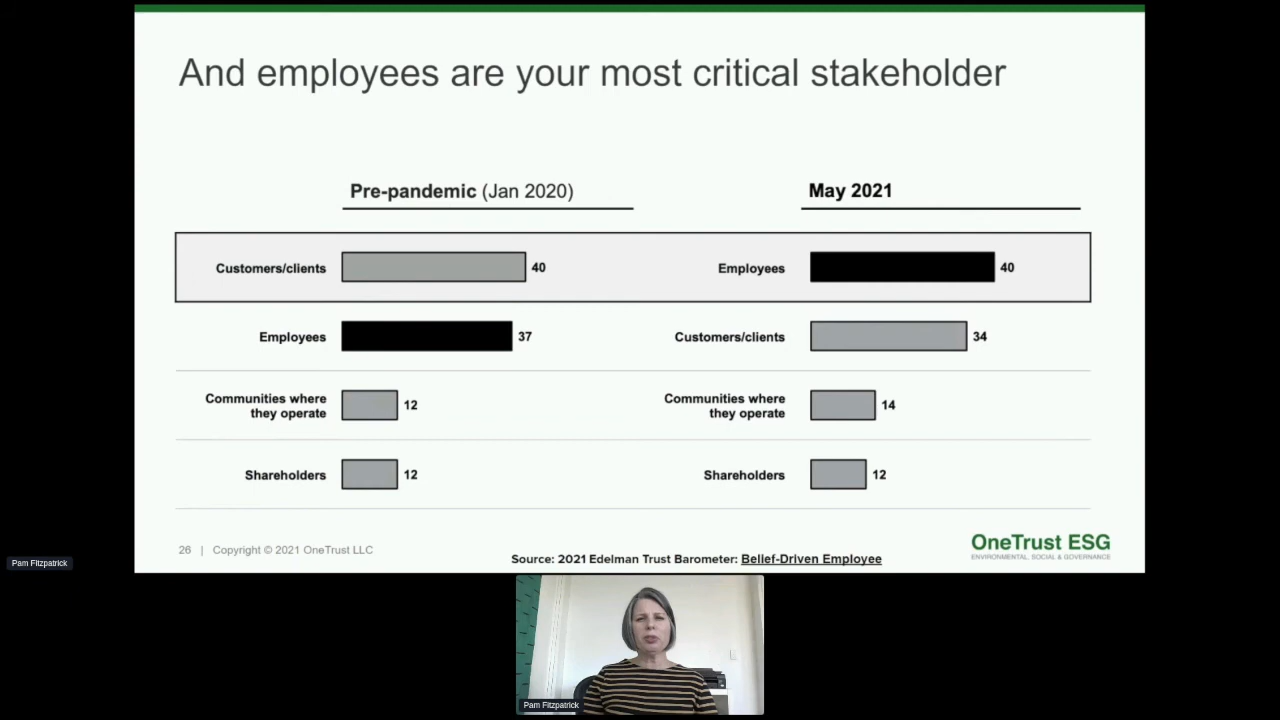 And employees are your most critical stakeholder
Pre-pandemic (Jan 2020)
May 2021
Customers/clients
40
Employees
40
Employees
37
Customers/clients
34
Communities where
they operate
12
Communities where
they operate
14
Shareholders
12
Shareholders
12
26 | Copyright © 2021 OneTrust LLC
Source: 2021 Edelman Trust Barometer: Belief-Driven Employee
OneTrust ESG
ENVIRONMENTAL, SOCIAL & GOVERNANCE
Pam Fitzpatrick
Pam Fitzpatrick